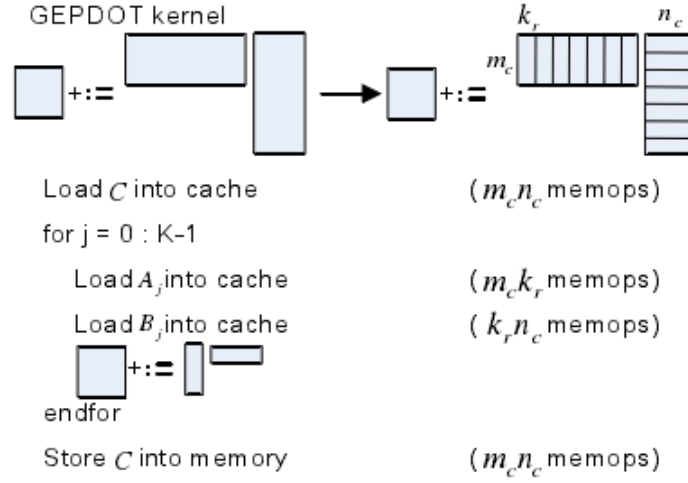 GEPDOT kernel
k_r n_c
+:= +:= m_c
Load C into cache (m_c n_c memops)
for j = 0 : K-1
Load A_j into cache (m_c k_r memops)
Load B_j into cache (k_r n_c memops)
+:=
endfor
Store C into memory (m_c n_c memops)